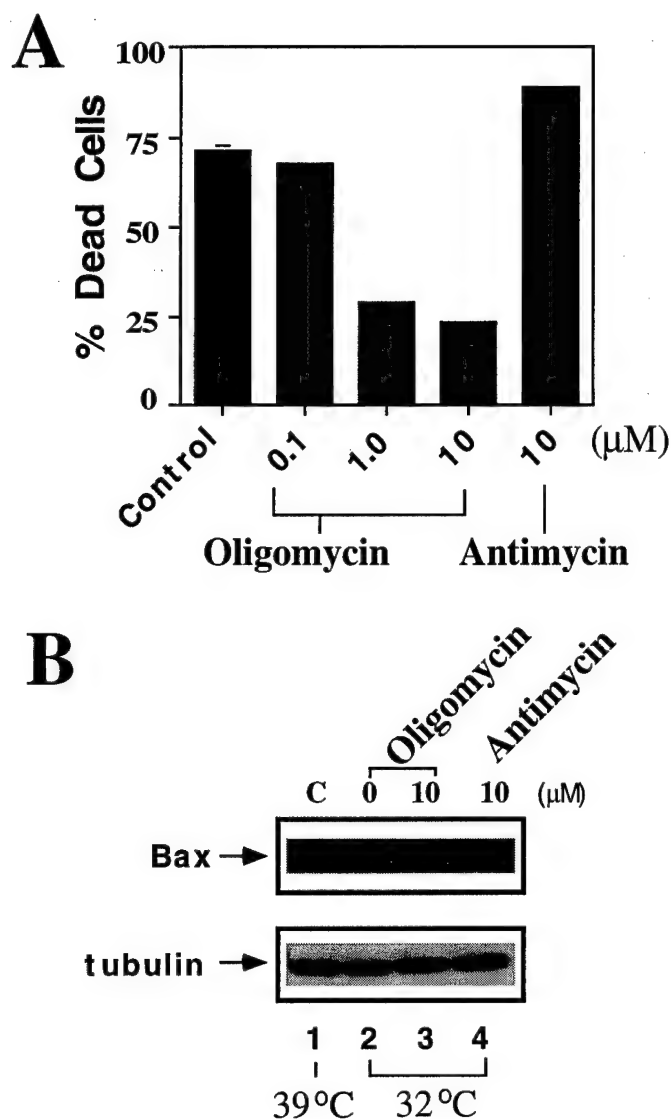 A
100
75
50
25
0
% Dead Cells
Control
0.1
1.0
10
10
(μM)
Oligomycin
Antimycin
B
Oligomycin
Antimycin
C 0 10 10 (μM)
Bax
tubulin
1 2 3 4
39°C 32°C